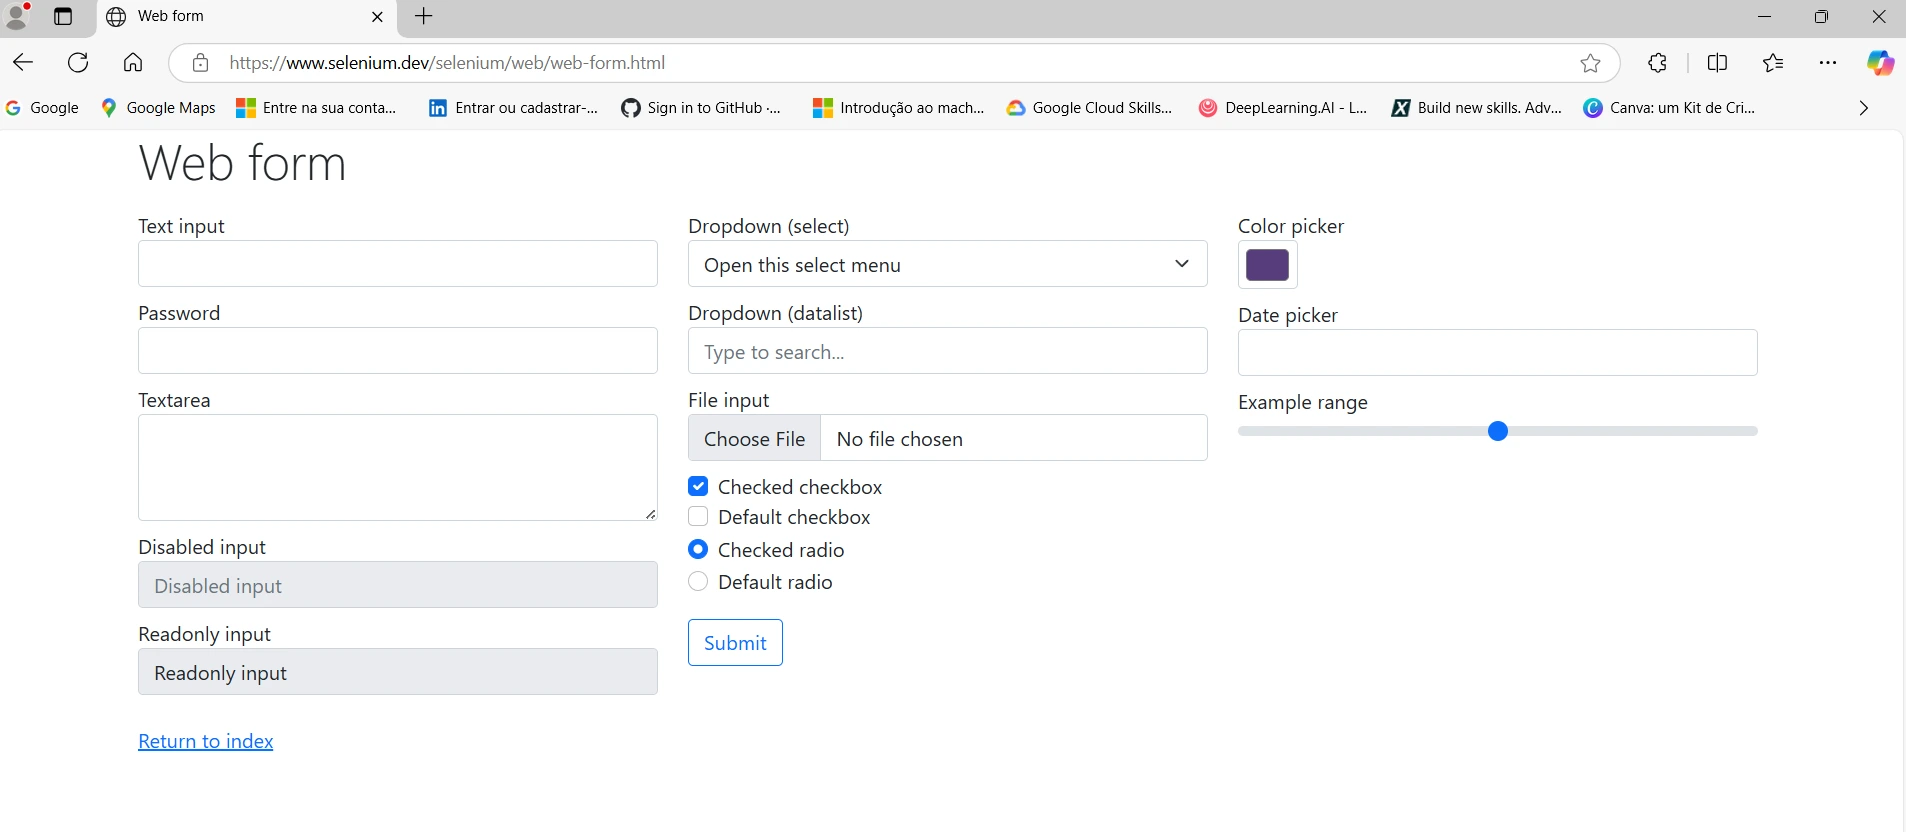 Web form
https://www.selenium.dev/selenium/web/web-form.html
Google
Google Maps
Entre na sua conta...
Entrar ou cadastrar-...
Sign in to GitHub ·...
Introdução ao mach...
Google Cloud Skills...
DeepLearning.AI - L...
Build new skills. Adv...
Canva: um Kit de Cri...
Web form
Text input
Password
Textarea
Disabled input
Disabled input
Readonly input
Readonly input
Return to index
Dropdown (select)
Open this select menu
Dropdown (datalist)
Type to search...
File input
Choose File No file chosen
Checked checkbox
Default checkbox
Checked radio
Default radio
Submit
Color picker
Date picker
Example range